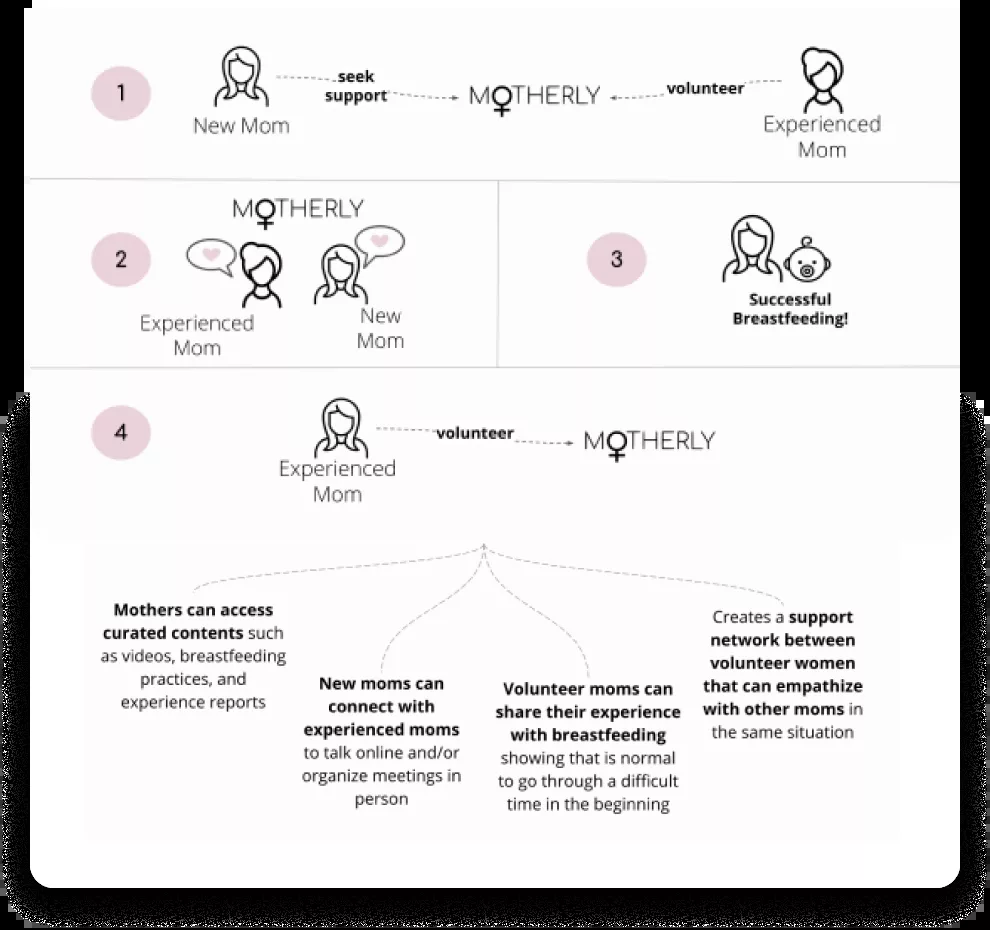 1
seek
support
MOTHERLY
volunteer
New Mom
Experienced
Mom
2
MOTHERLY
Experienced
Mom
New
Mom
3
Successful
Breastfeeding!
4
volunteer
MOTHERLY
Experienced
Mom
Mothers can access
curated contents such
as videos, breastfeeding
practices, and
experience reports
New moms can
connect with
experienced moms
to talk online and/or
organize meetings in
person
Volunteer moms can
share their experience
with breastfeeding
showing that is normal
to go through a difficult
time in the beginning
Creates a support
network between
volunteer women
that can empathize
with other moms in
the same situation